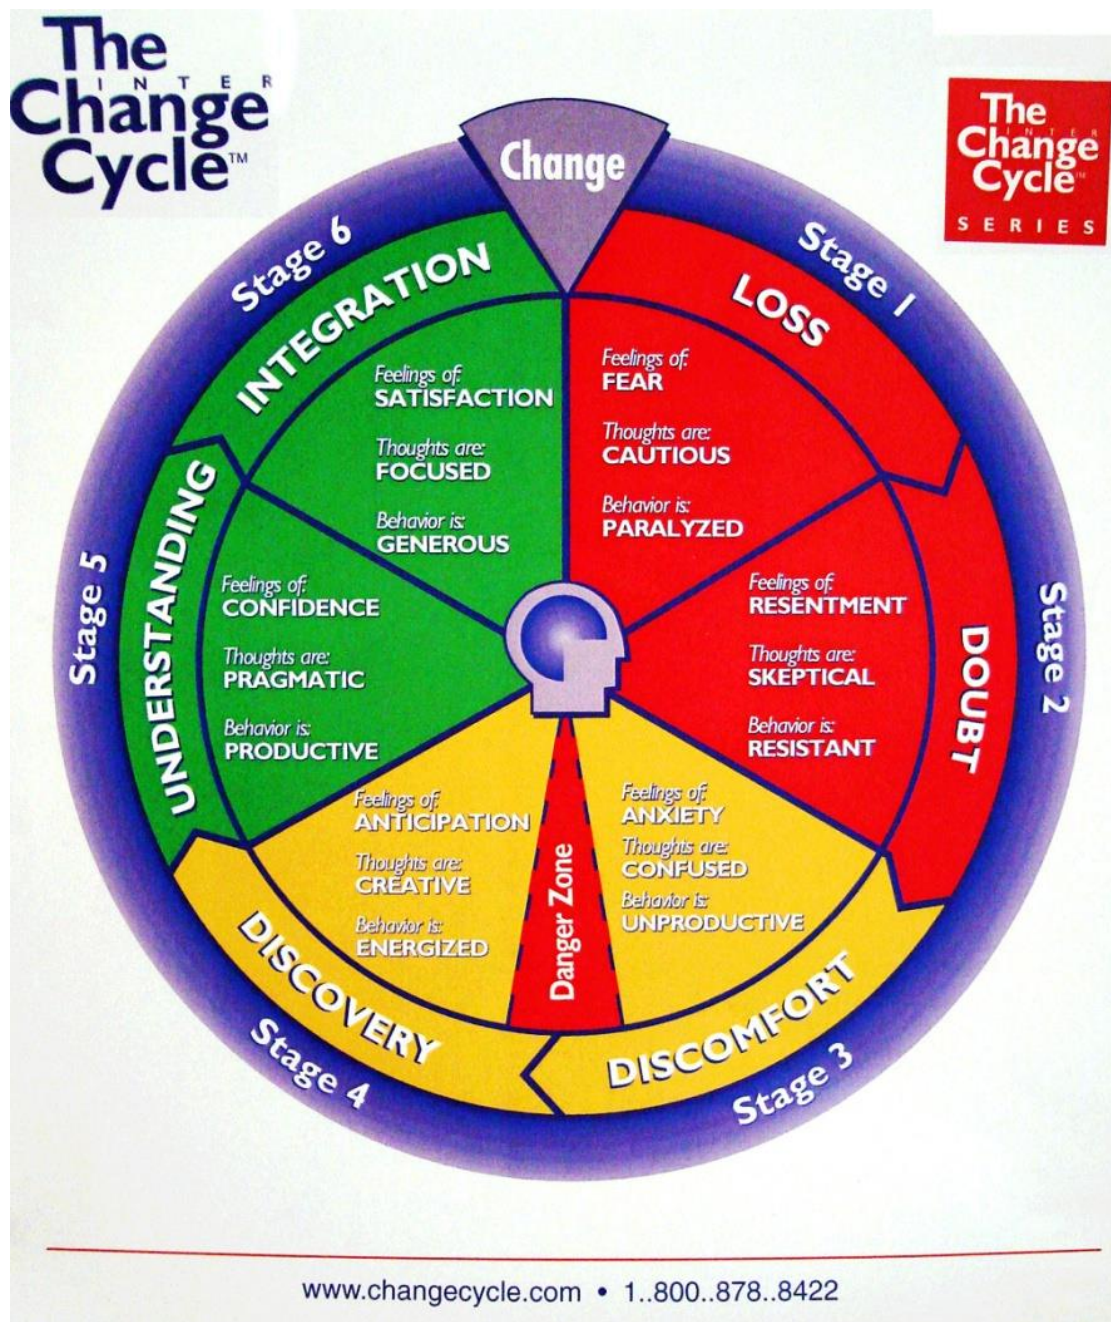 The
INTER
Change
Cycle™
The
INTER
Change
Cycle™
SERIES
Change
Stage 1
LOSS
Feelings of:
FEAR
Thoughts are:
CAUTIOUS
Behavior is:
PARALYZED
Stage 2
DOUBT
Feelings of:
RESENTMENT
Thoughts are:
SKEPTICAL
Behavior is:
RESISTANT
Stage 3
DISCOMFORT
Feelings of:
ANXIETY
Thoughts are:
CONFUSED
Behavior is:
UNPRODUCTIVE
Danger Zone
Stage 4
DISCOVERY
Feelings of:
ANTICIPATION
Thoughts are:
CREATIVE
Behavior is:
ENERGIZED
Stage 5
UNDERSTANDING
Feelings of:
CONFIDENCE
Thoughts are:
PRAGMATIC
Behavior is:
PRODUCTIVE
Stage 6
INTEGRATION
Feelings of:
SATISFACTION
Thoughts are:
FOCUSED
Behavior is:
GENEROUS
www.changecycle.com • 1..800..878..8422